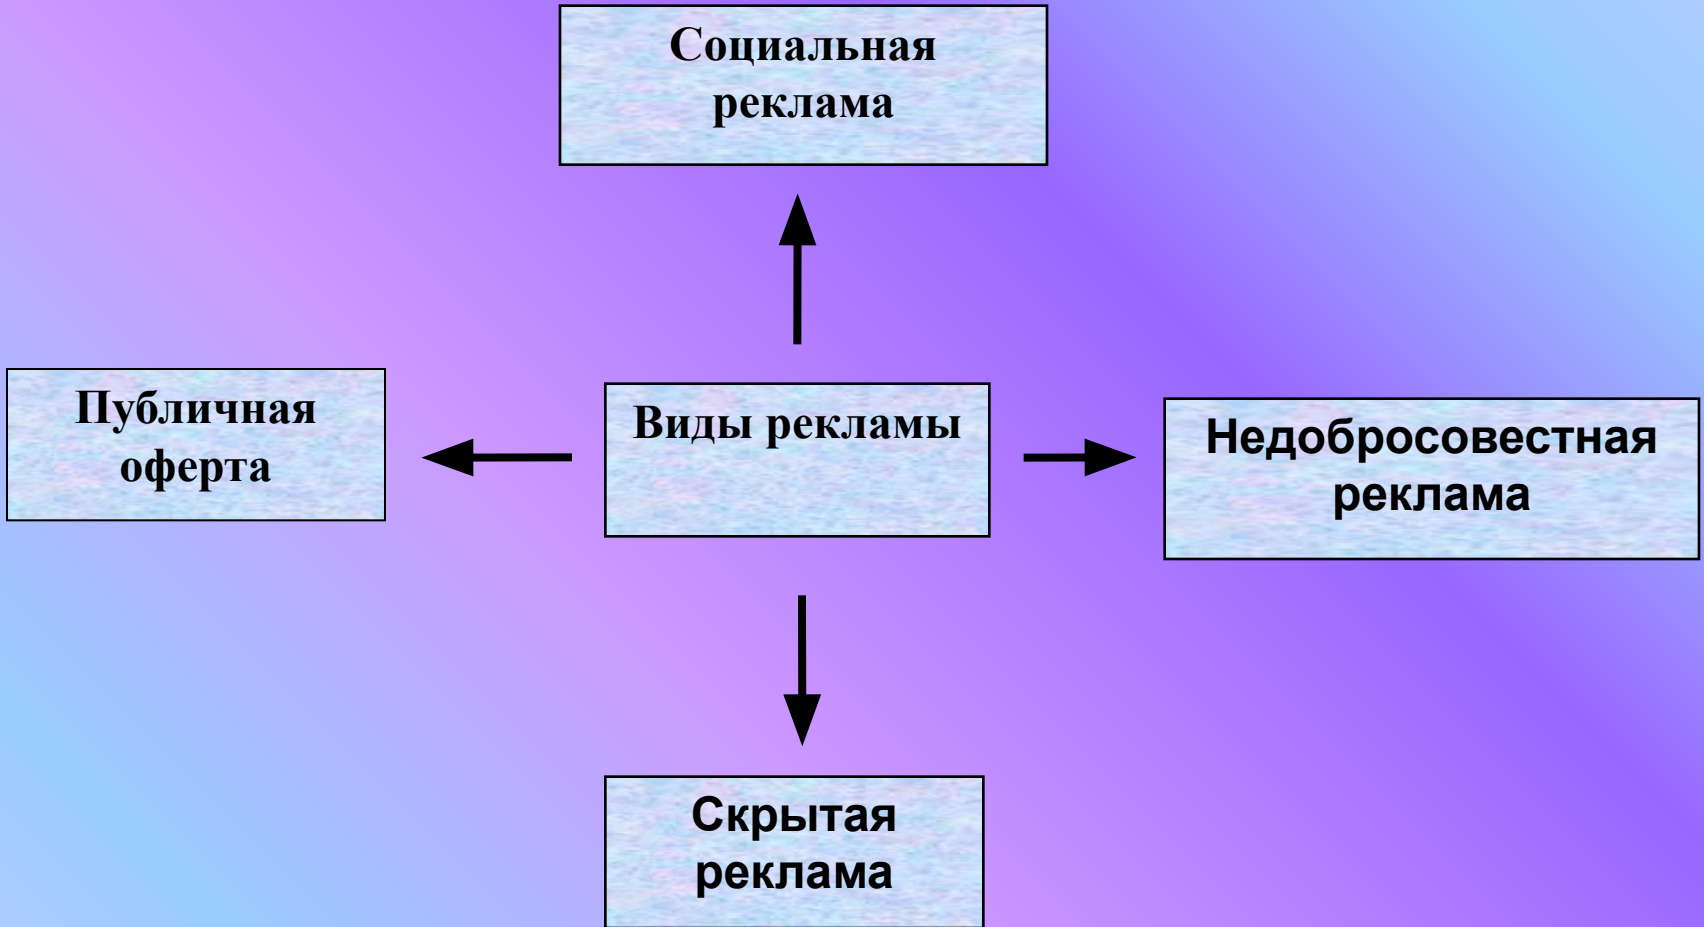 Социальная
реклама
Публичная
оферта
Виды рекламы
Недобросовестная
реклама
Скрытая
реклама